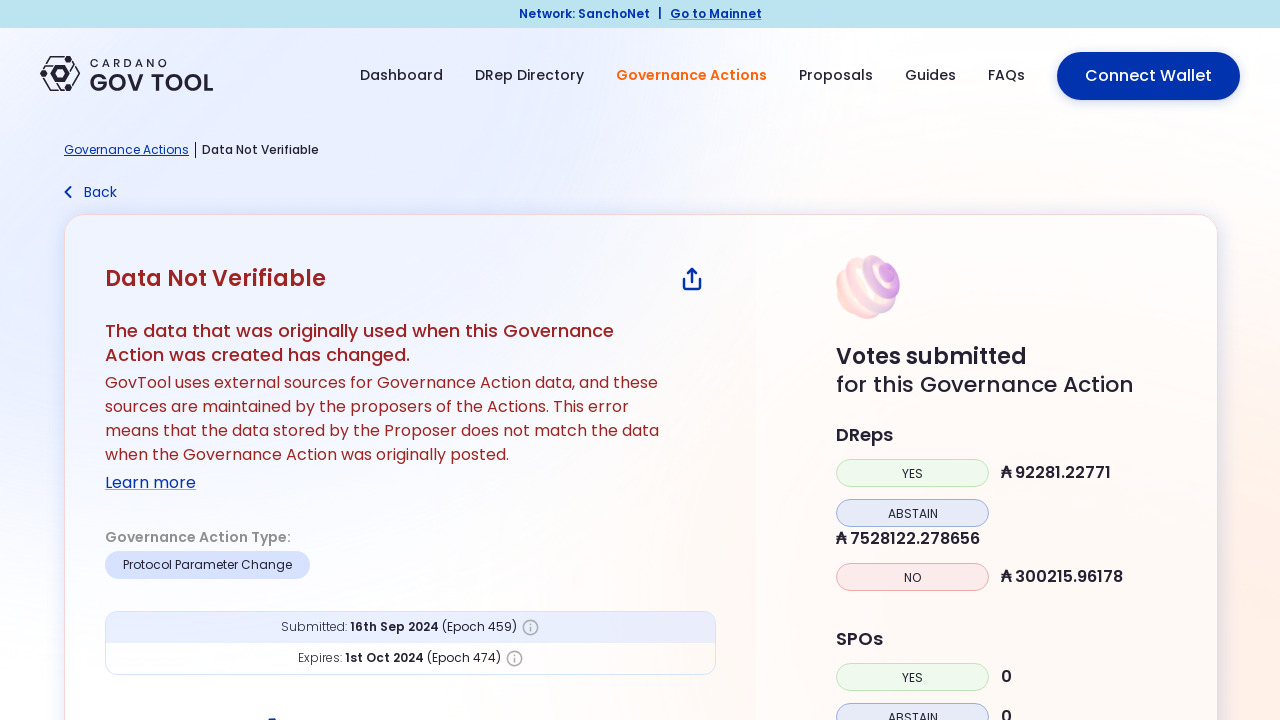 Network: SanchoNet | Go to Mainnet
CARDANO
GOV TOOL
Dashboard DRep Directory Governance Actions Proposals Guides FAQs Connect Wallet
Governance Actions | Data Not Verifiable
Back
Data Not Verifiable
The data that was originally used when this Governance
Action was created has changed.
GovTool uses external sources for Governance Action data, and these
sources are maintained by the proposers of the Actions. This error
means that the data stored by the Proposer does not match the data
when the Governance Action was originally posted.
Learn more
Governance Action Type:
Protocol Parameter Change
Submitted: 16th Sep 2024 (Epoch 459)
Expires: 1st Oct 2024 (Epoch 474)
Votes submitted
for this Governance Action
DReps
YES ₳ 92281.22771
ABSTAIN
₳ 7528122.278656
NO ₳ 300215.96178
SPOs
YES 0
ABSTAIN 0